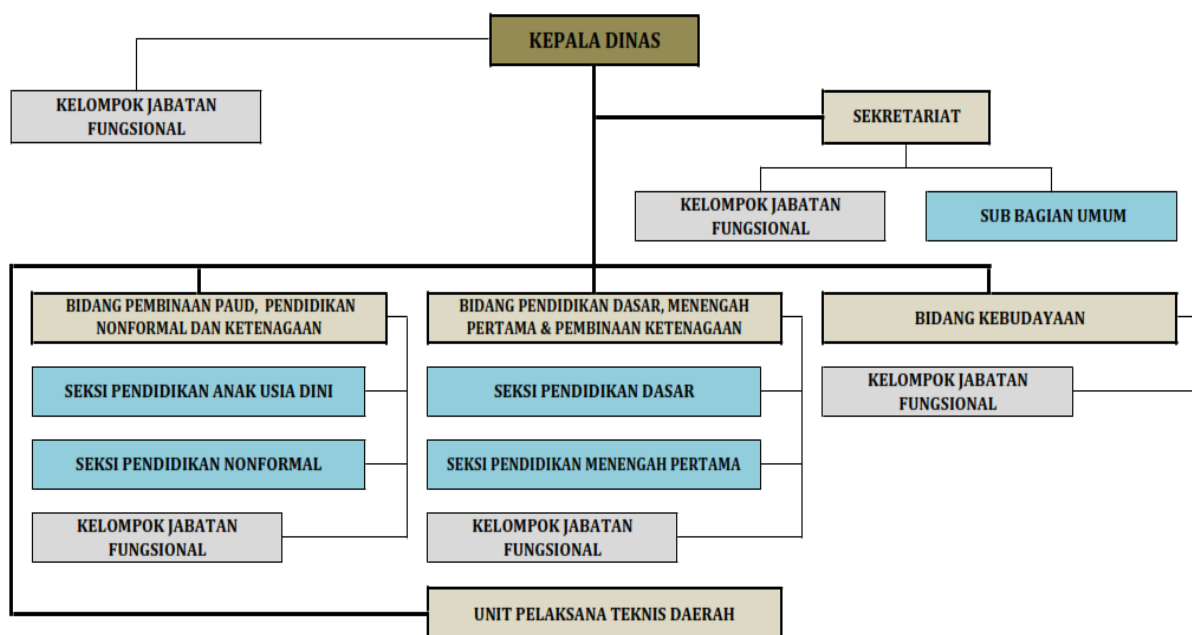 KEPALA DINAS
KELOMPOK JABATAN
FUNGSIONAL
SEKRETARIAT
KELOMPOK JABATAN
FUNGSIONAL
SUB BAGIAN UMUM
BIDANG PEMBINAAN PAUD, PENDIDIKAN
NONFORMAL DAN KETENAGAAN
SEKSI PENDIDIKAN ANAK USIA DINI
SEKSI PENDIDIKAN NONFORMAL
KELOMPOK JABATAN
FUNGSIONAL
BIDANG PENDIDIKAN DASAR, MENENGAH
PERTAMA & PEMBINAAN KETENAGAAN
SEKSI PENDIDIKAN DASAR
SEKSI PENDIDIKAN MENENGAH PERTAMA
KELOMPOK JABATAN
FUNGSIONAL
BIDANG KEBUDAYAAN
KELOMPOK JABATAN
FUNGSIONAL
UNIT PELAKSANA TEKNIS DAERAH